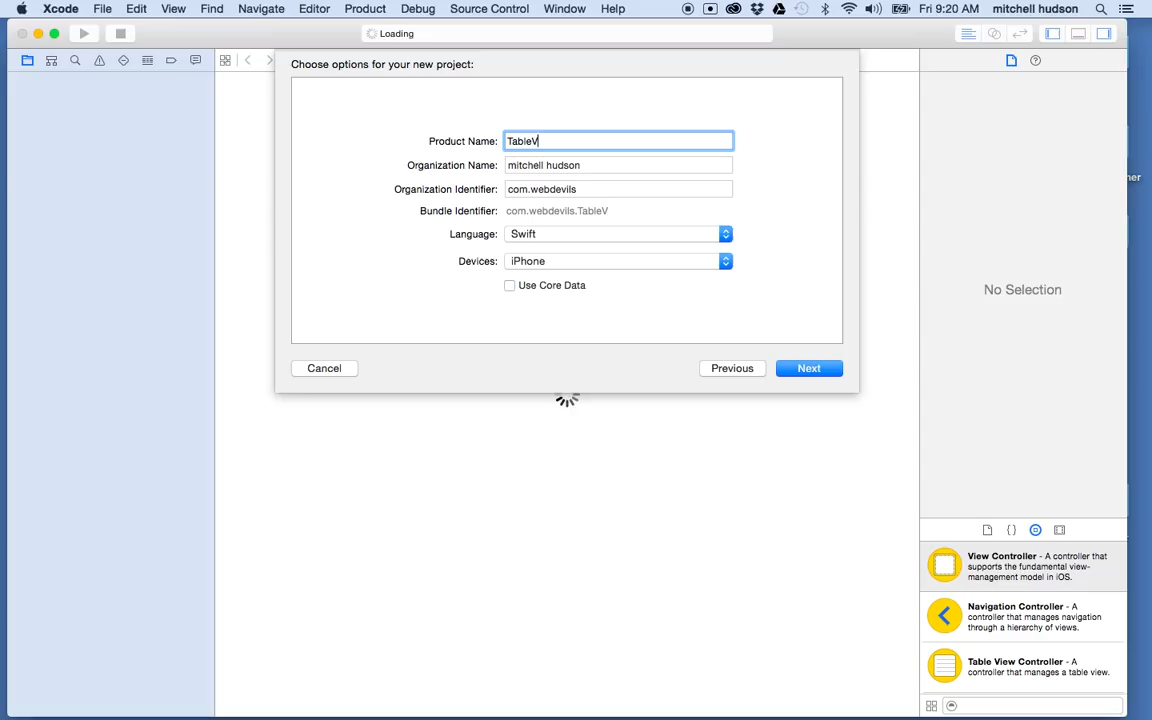 Xcode File Edit View Find Navigate Editor Product Debug Source Control Window Help Fri 9:20 AM mitchell hudson
Loading
Choose options for your new project:
Product Name: TableV
Organization Name: mitchell hudson
Organization Identifier: com.webdevils
Bundle Identifier: com.webdevils.TableV
Language: Swift
Devices: iPhone
Use Core Data
Cancel Previous Next
No Selection
View Controller - A controller that
supports the fundamental view-
management model in iOS.
Navigation Controller - A
controller that manages navigation
through a hierarchy of views.
Table View Controller - A
controller that manages a table view.